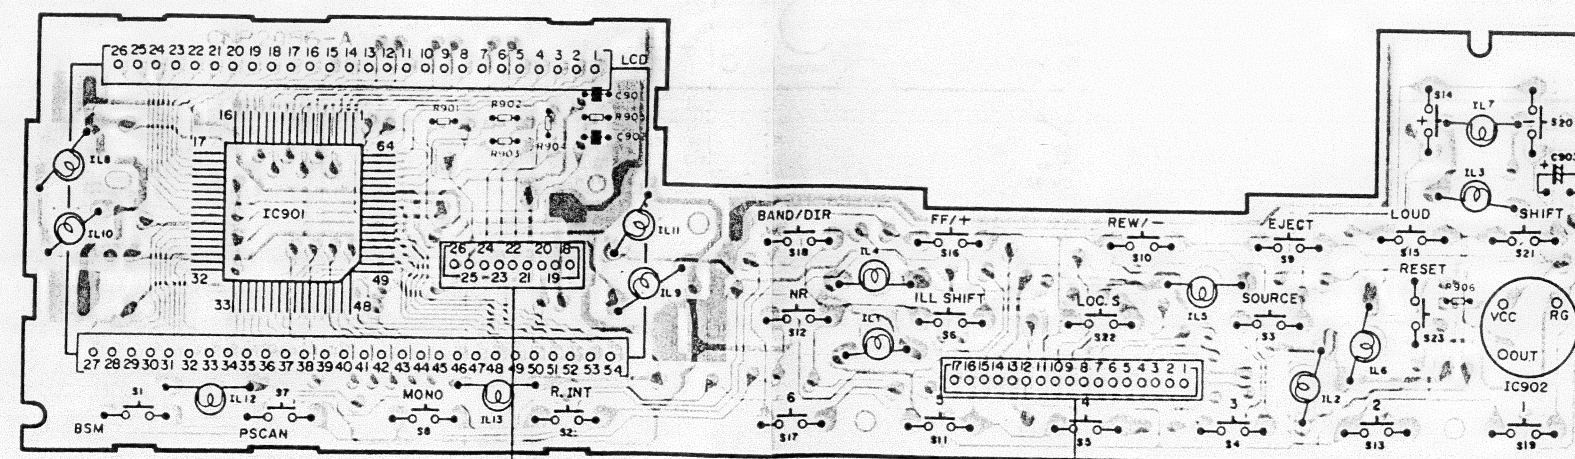 26 25 24 23 22 21 20 19 18 17 16 15 14 13 12 11 10 9 8 7 6 5 4 3 2 1 LCD
R901 R902 C901
R905
R903 R904 C902
16
17 64
IC901
32 49
33 48
IL8
IL10
IL11
IL9
26 24 22 20 18
25 23 21 19
27 28 29 30 31 32 33 34 35 36 37 38 39 40 41 42 43 44 45 46 47 48 49 50 51 52 53 54
S1 IL12 S7 MONO IL13 R.INT
BSM PSCAN S8 S2
S14 IL7 S20
+ −
IL3 C903
+
BAND/DIR FF/+ REW/− EJECT LOUD SHIFT
S18 S16 S10 S9 S15 S21
IL4 RESET
NR ILL SHIFT LOC.S IL5 SOURCE R906
S12 S6 S22 S3 S23 VCC RG
OUT
IC902
IL6
IL2
17 16 15 14 13 12 11 10 9 8 7 6 5 4 3 2 1
6 5 4 3 2 1
S17 S11 S5 S4 S13 S19